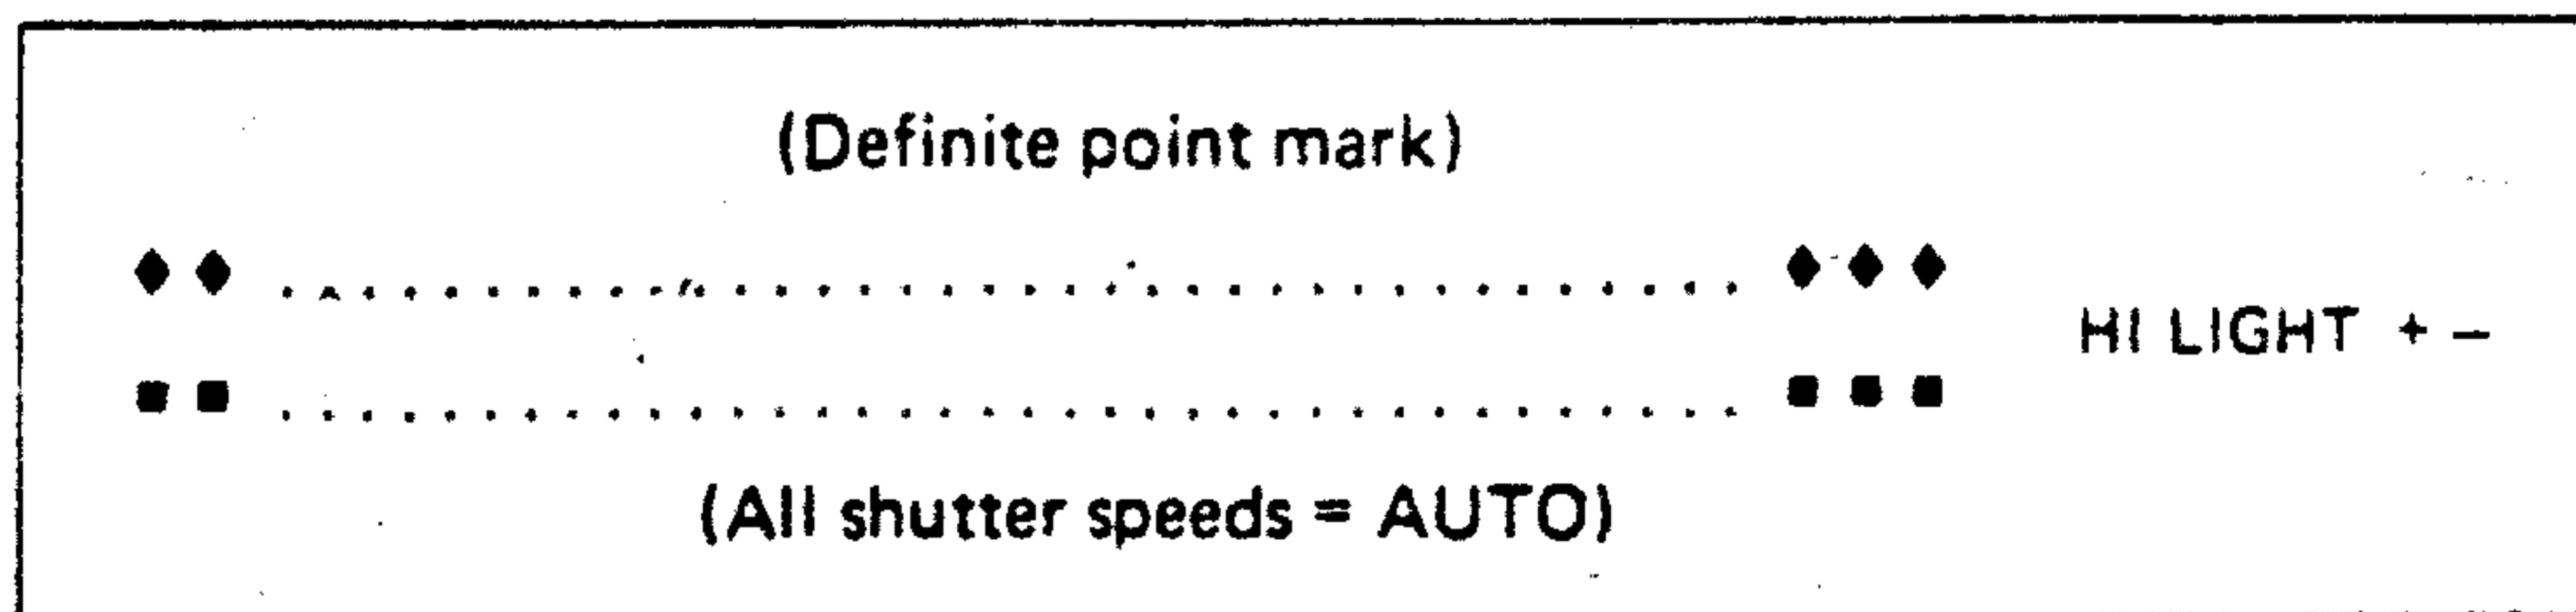 (Definite point mark)
♦ ♦ . . . . . . . . . . . . . . . . . . . . . . . . . . . . . . . . . . . . ♦ ♦ ♦
HI LIGHT + –
■ ■ . . . . . . . . . . . . . . . . . . . . . . . . . . . . . . . . . . . . ■ ■ ■
(All shutter speeds = AUTO)